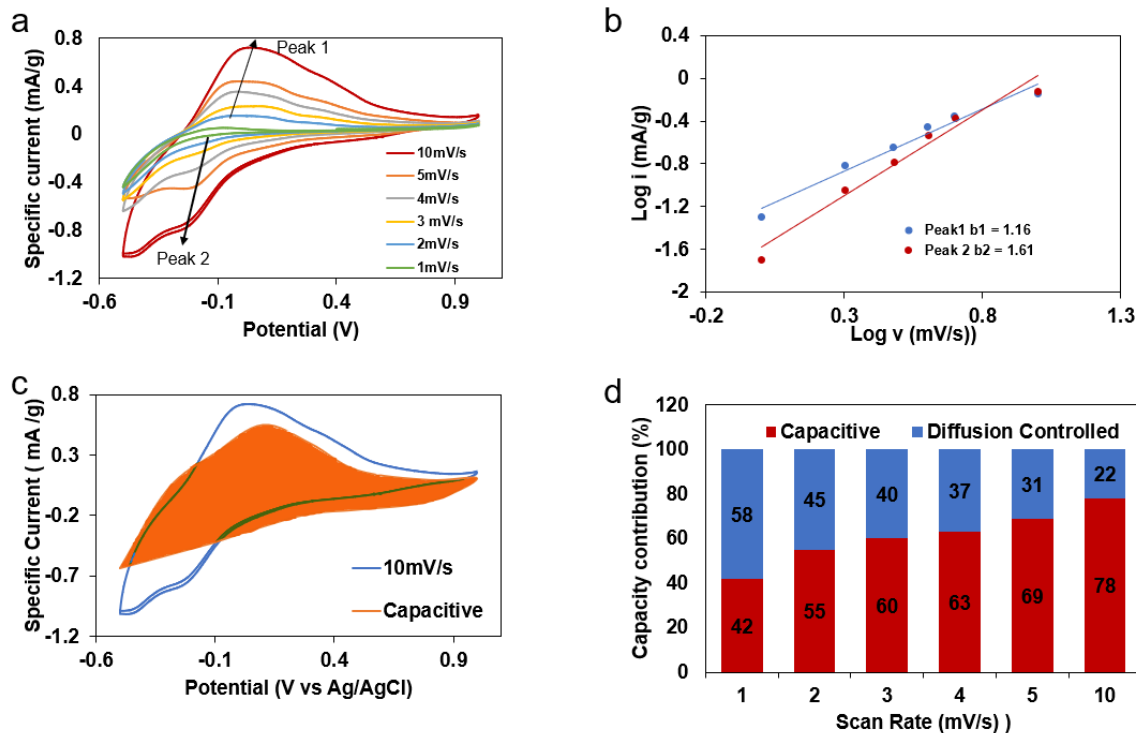 a
0.8
0.4
0
-0.4
-0.8
-1.2
Specific current (mA/g)
Peak 1
Peak 2
10mV/s
5mV/s
4mV/s
3 mV/s
2mV/s
1mV/s
-0.6
-0.1
0.4
0.9
Potential (V)
b
0
-0.4
-0.8
-1.2
-1.6
-2
Log i (mA/g)
Peak1 b1 = 1.16
Peak 2 b2 = 1.61
-0.2
0.3
0.8
1.3
Log v (mV/s))
c
0.8
0.3
-0.2
-0.7
-1.2
Specific Current ( mA /g)
10mV/s
Capacitive
-0.6
-0.1
0.4
0.9
Potential (V vs Ag/AgCl)
d
120
100
80
60
40
20
0
Capacity contribution (%)
Capacitive
Diffusion Controlled
58
45
40
37
31
22
42
55
60
63
69
78
1
2
3
4
5
10
Scan Rate (mV/s) )